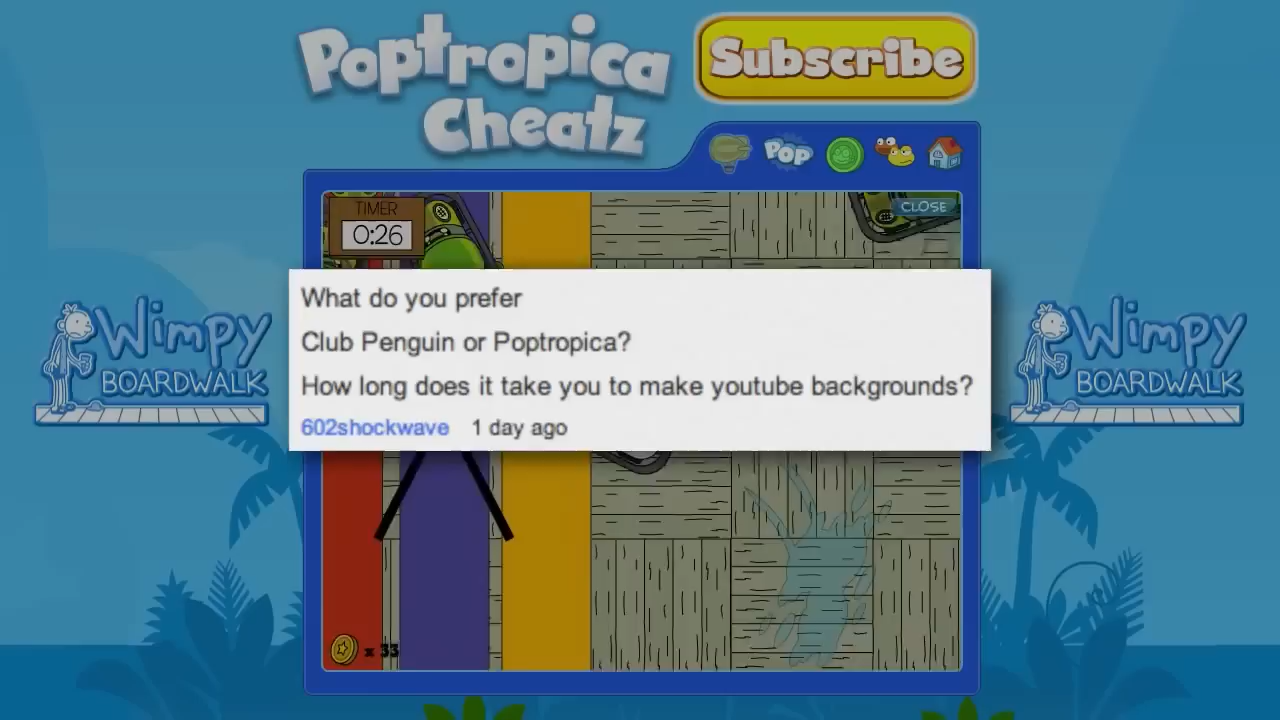 Poptropica
Cheatz
Subscribe
POP
TIMER
0:26
CLOSE
What do you prefer
Club Penguin or Poptropica?
How long does it take you to make youtube backgrounds?
602shockwave 1 day ago
Wimpy
BOARDWALK
Wimpy
BOARDWALK
x 33